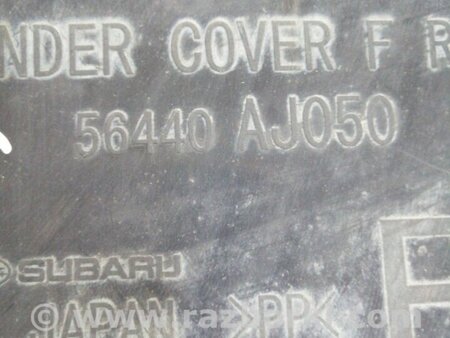 NDER COVER F R
56440 AJ050
SUBARU
JAPAN >PP<